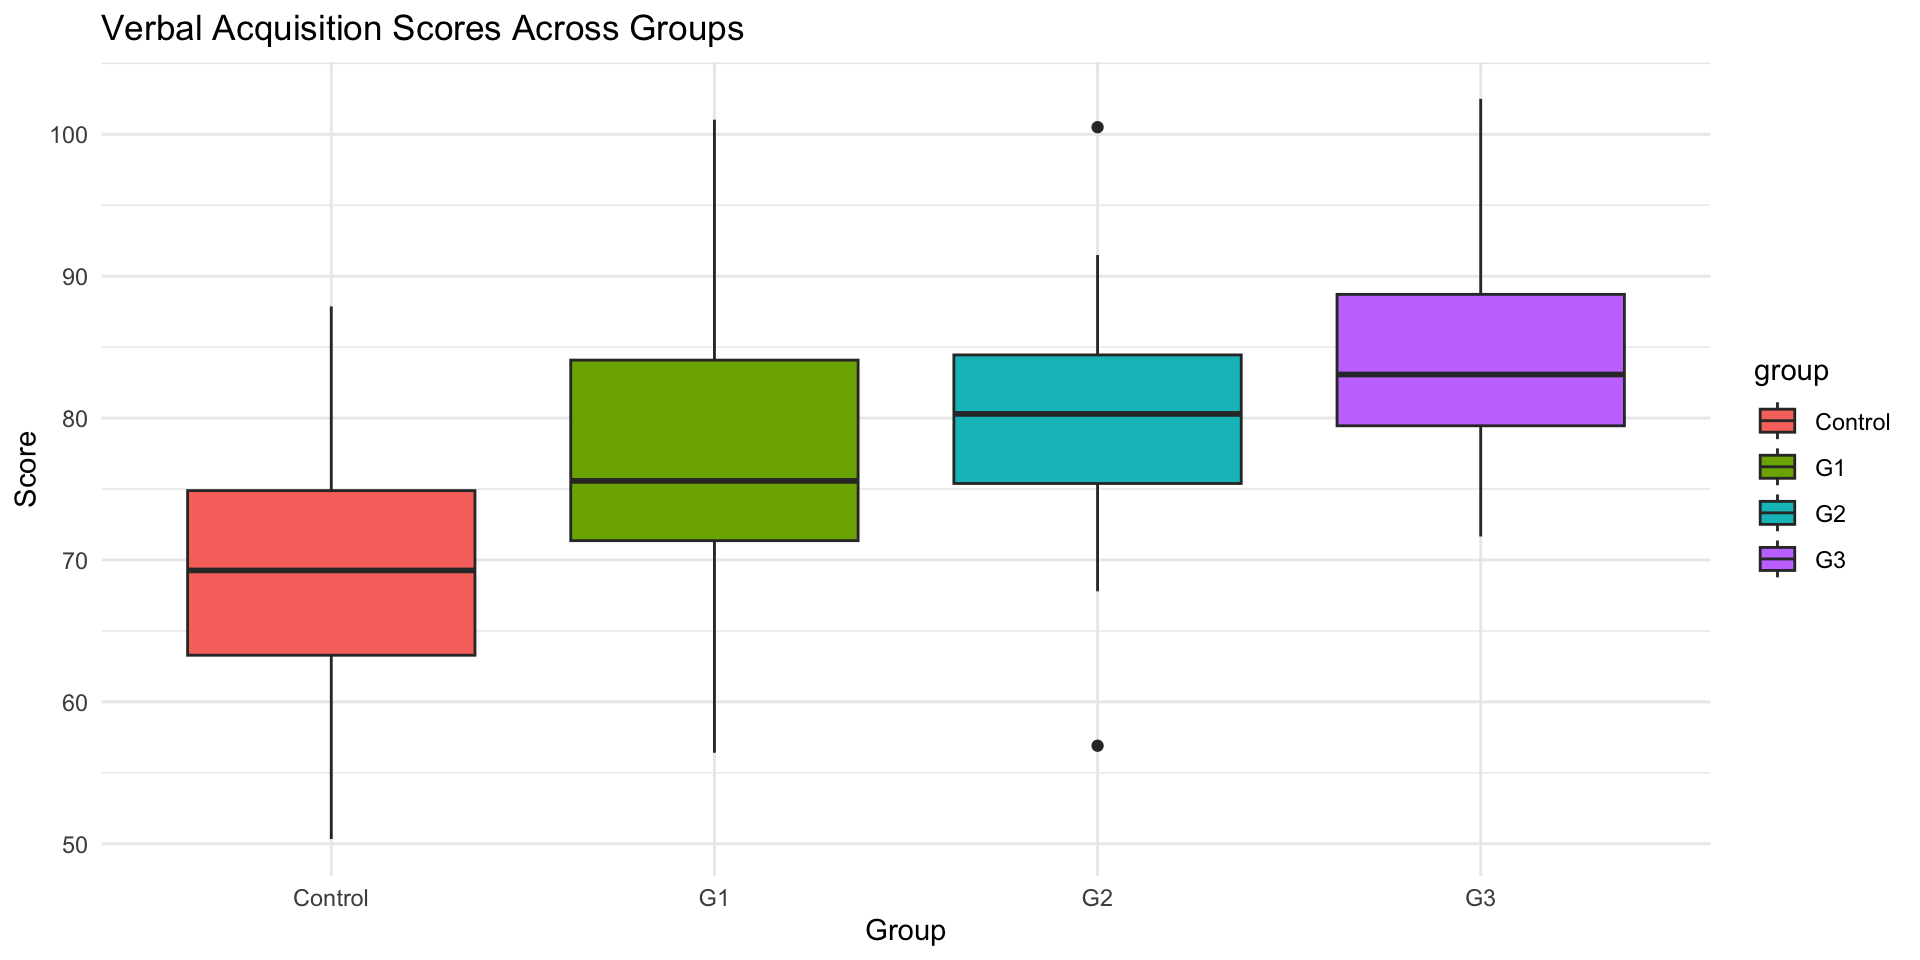 Verbal Acquisition Scores Across Groups
Score
100
90
80
70
60
50
Control
G1
G2
G3
Group
group
Control
G1
G2
G3